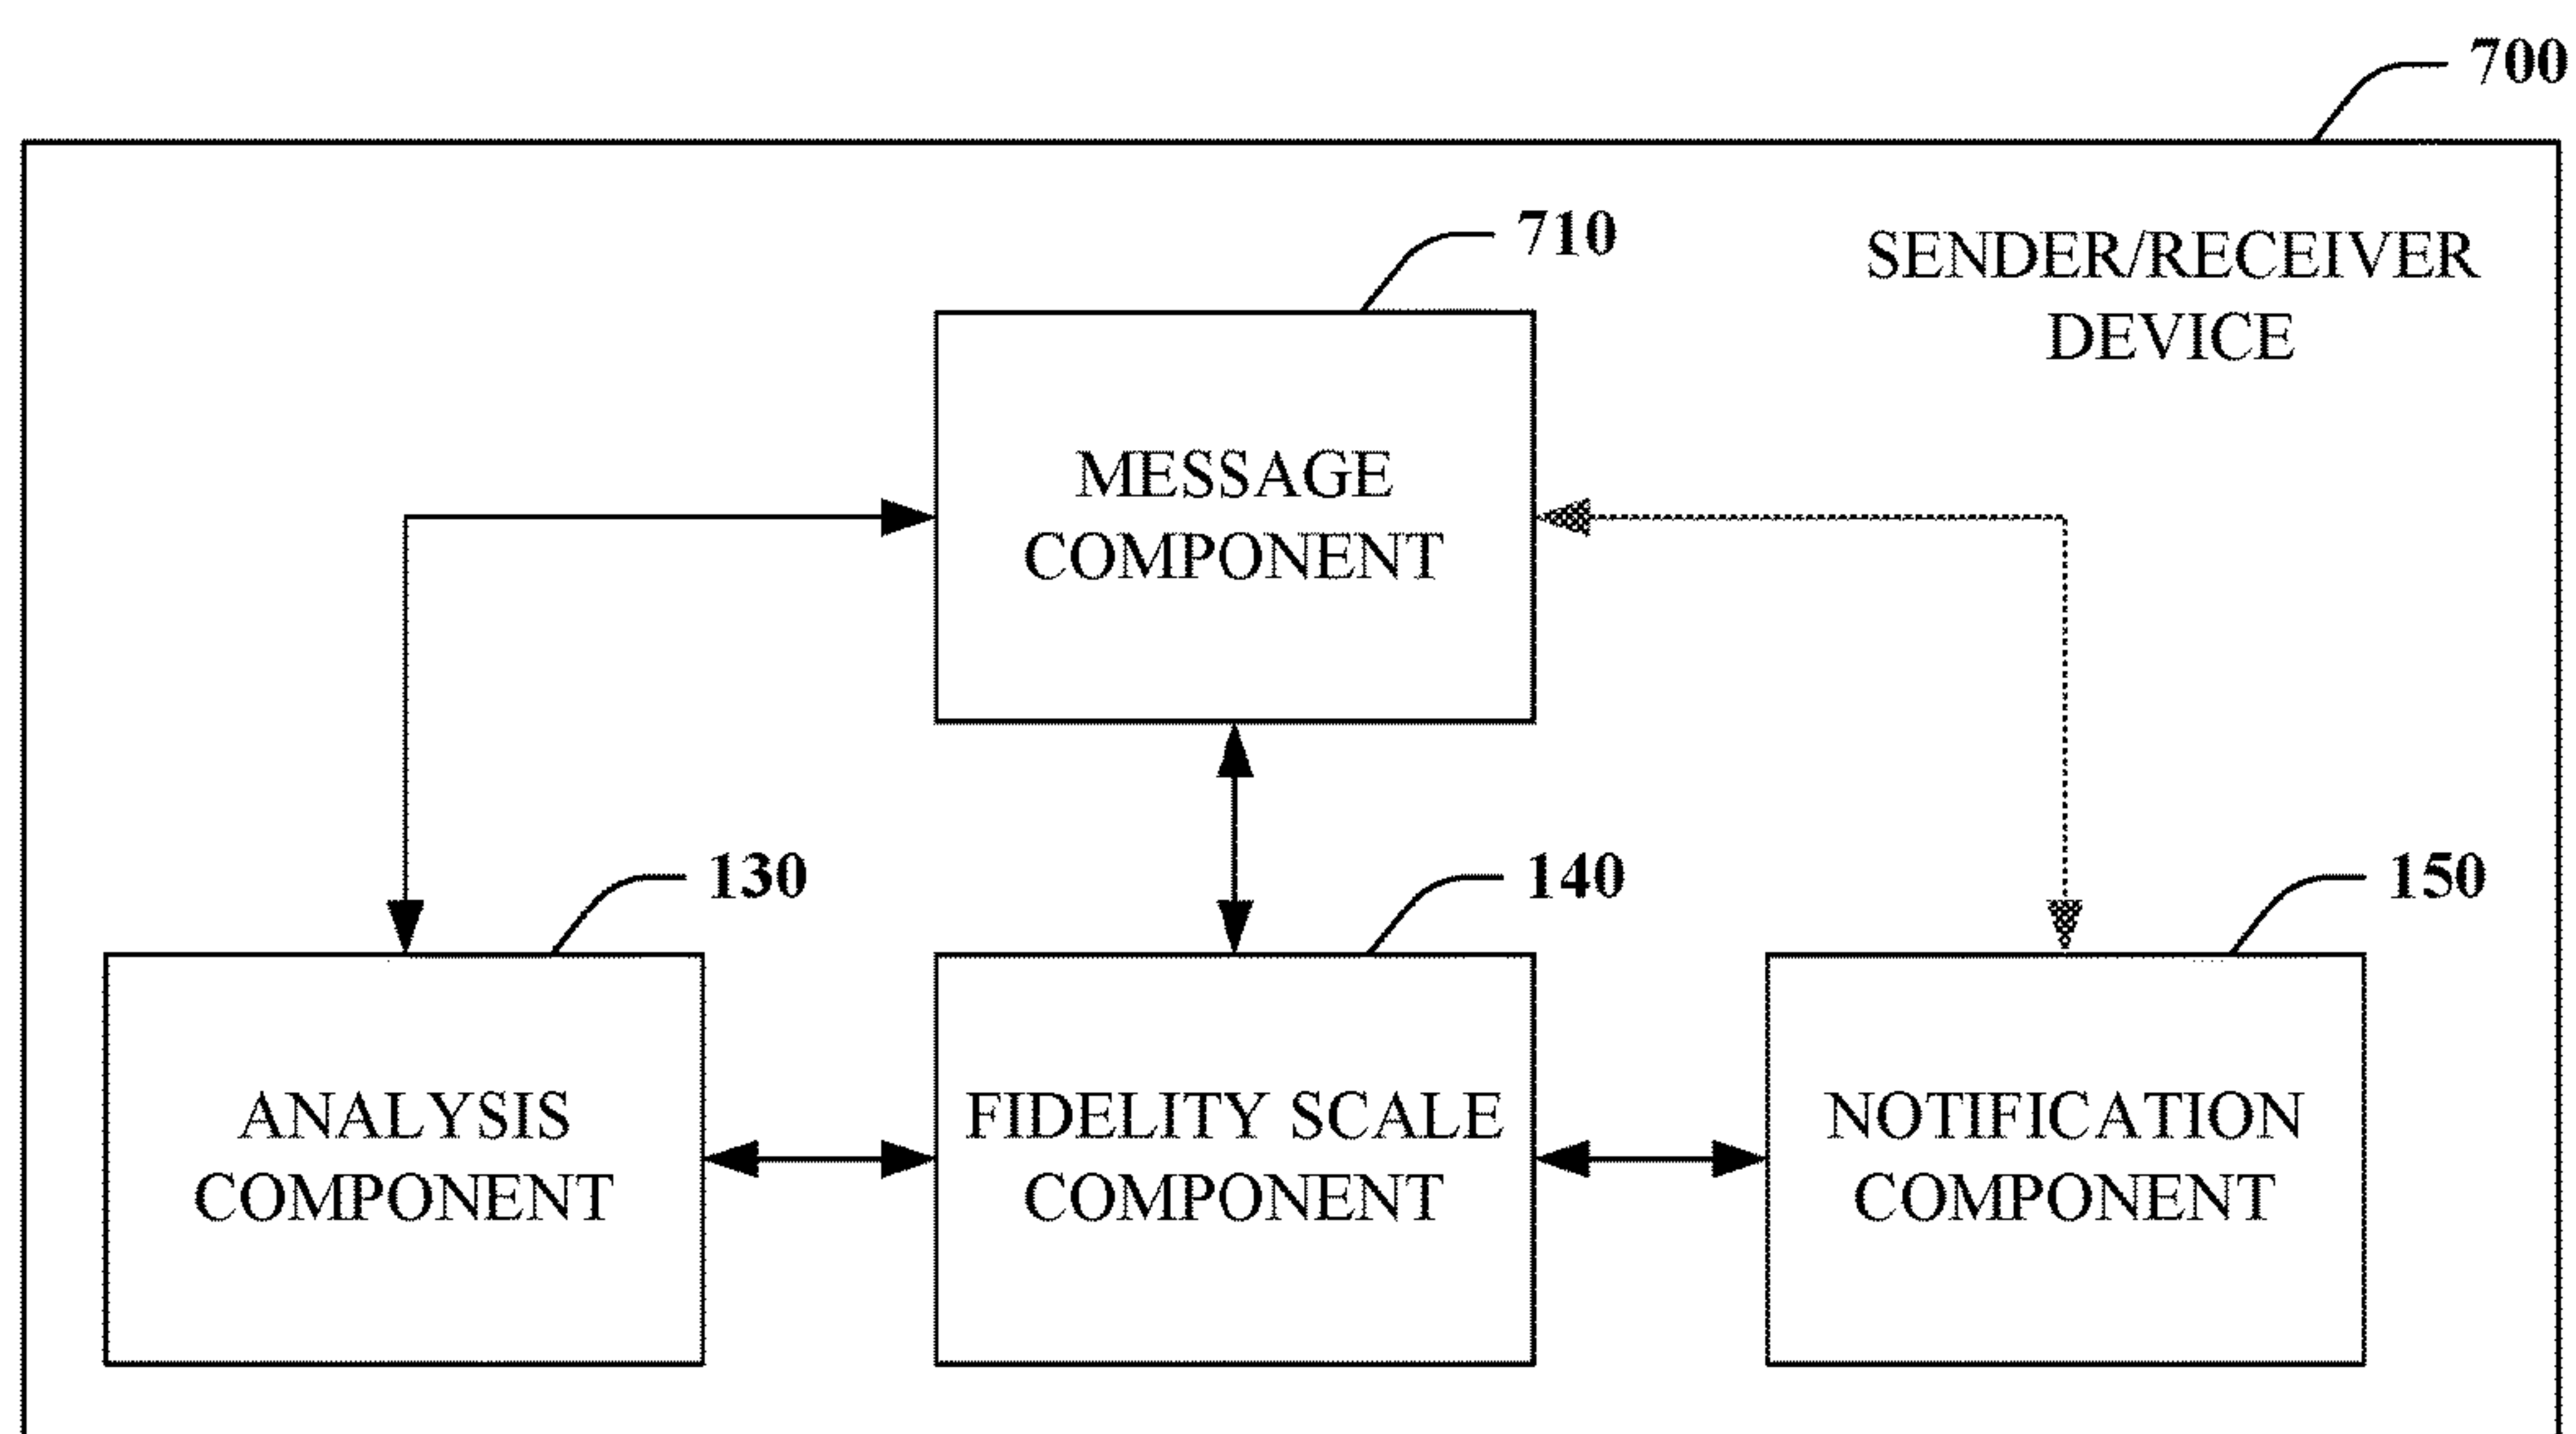 700
710
SENDER/RECEIVER
DEVICE
MESSAGE
COMPONENT
130
140
150
ANALYSIS
COMPONENT
FIDELITY SCALE
COMPONENT
NOTIFICATION
COMPONENT